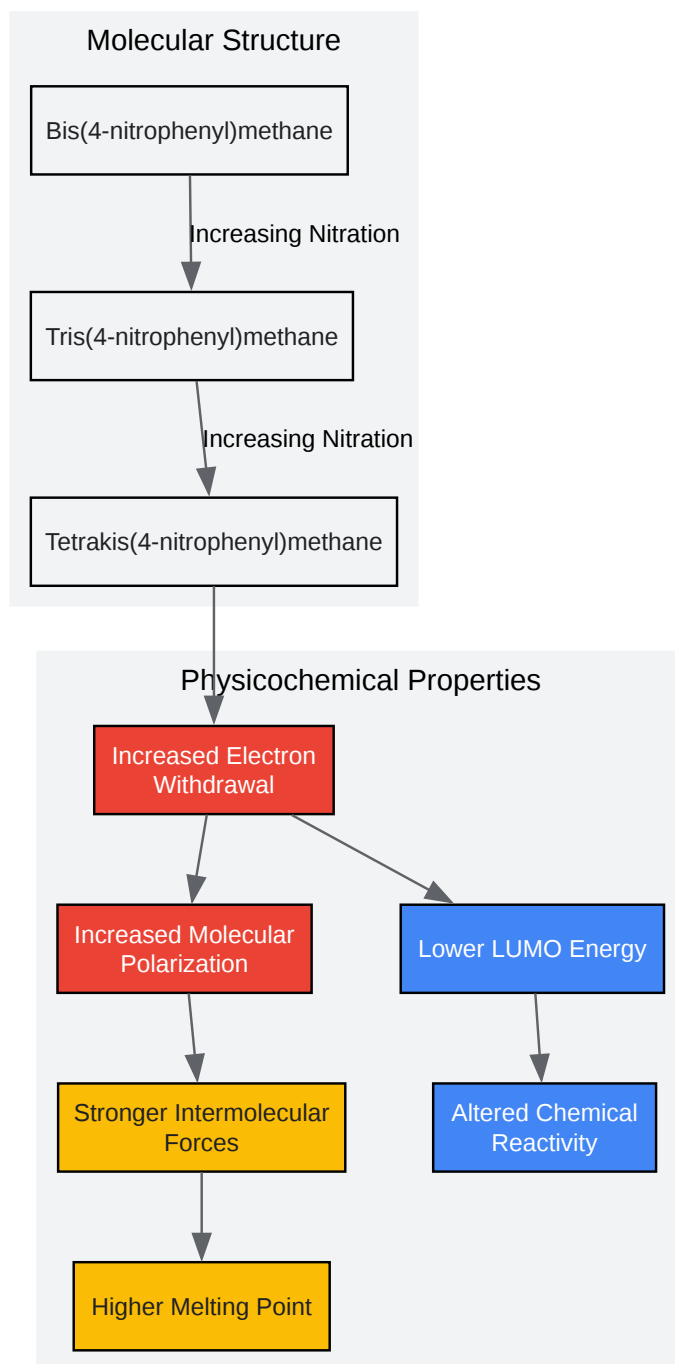 Molecular Structure
Bis(4-nitrophenyl)methane
Increasing Nitration
Tris(4-nitrophenyl)methane
Increasing Nitration
Tetrakis(4-nitrophenyl)methane
Physicochemical Properties
Increased Electron
Withdrawal
Increased Molecular
Polarization
Lower LUMO Energy
Stronger Intermolecular
Forces
Altered Chemical
Reactivity
Higher Melting Point